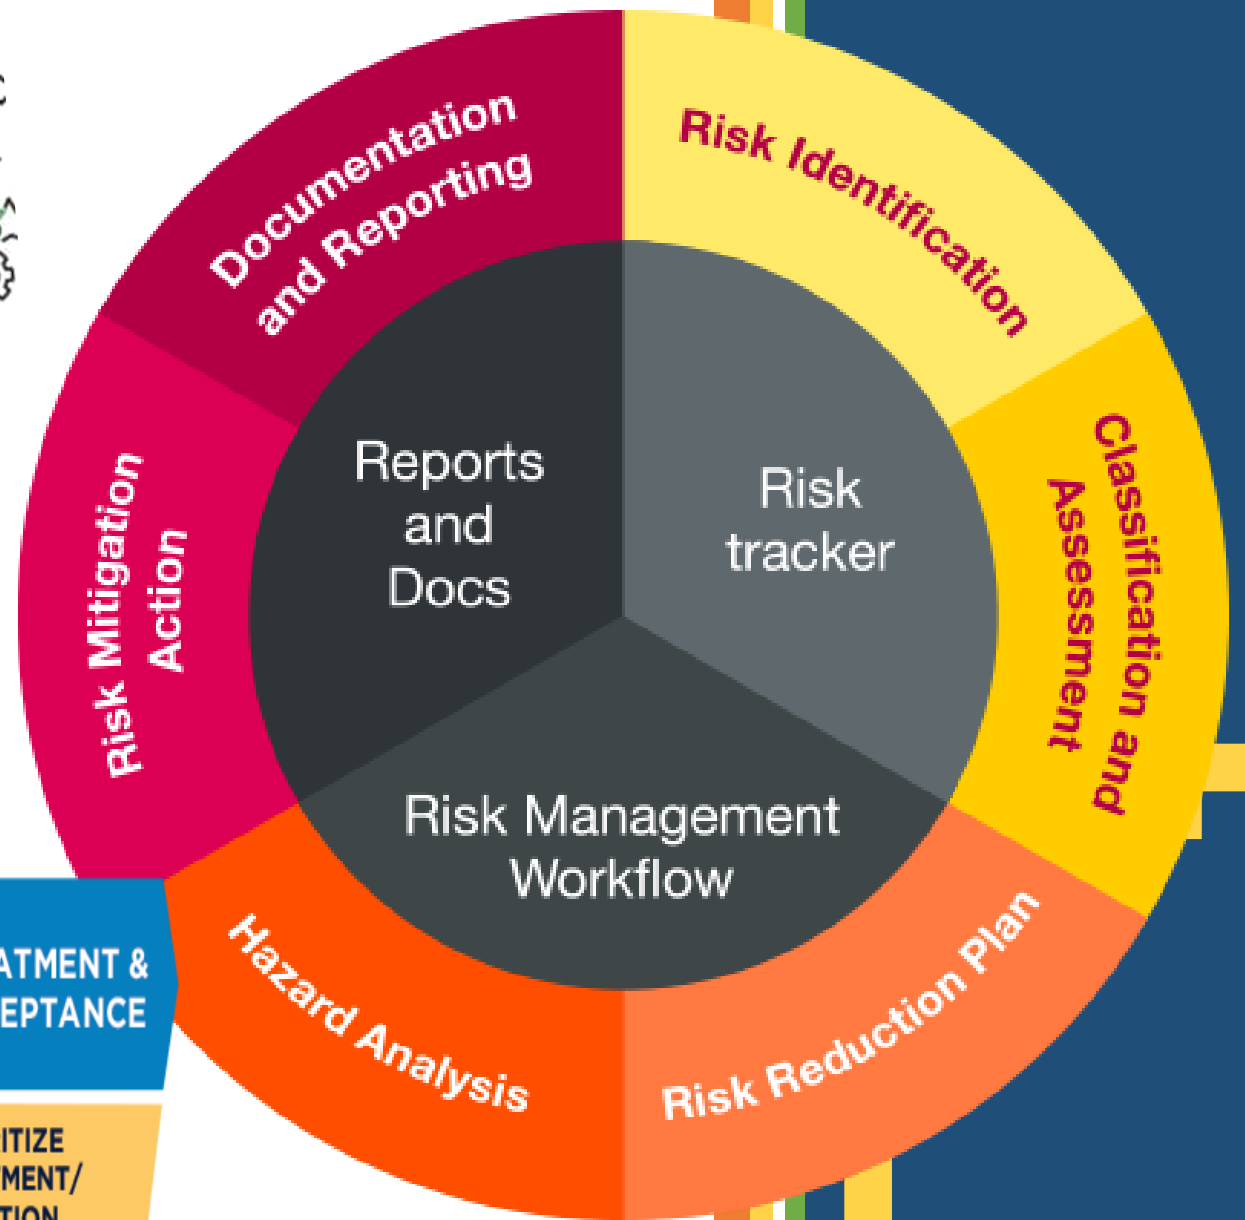 Documentation
and Reporting
Risk Identification
Classification and
Assessment
Risk Reduction Plan
Hazard Analysis
Risk Mitigation
Action
Reports
and
Docs
Risk
tracker
Risk Management
Workflow
ATMENT &
EPTANCE
ITIZE
MENT/
TION